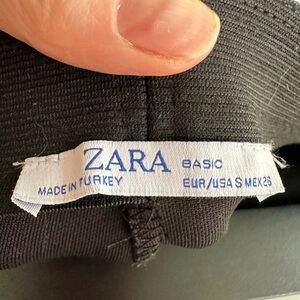 ZARA BASIC
MADE IN TURKEY EUR/USA S MEX 26